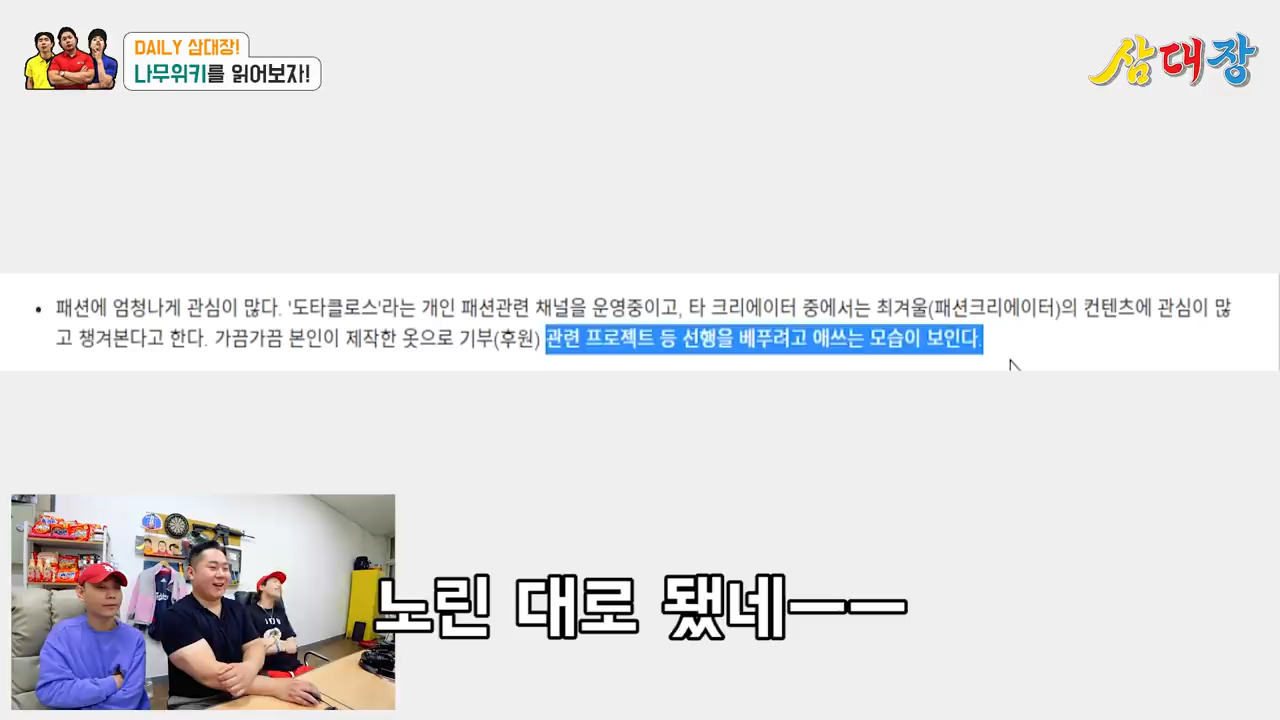 DAILY 삼대장!
나무위키를 읽어보자!
삼대장
패션에 엄청나게 관심이 많다. '도타클로스'라는 개인 패션관련 채널을 운영중이고, 타 크리에이터 중에서는 최겨울(패션크리에이터)의 컨텐츠에 관심이 많
고 챙겨본다고 한다. 가끔가끔 본인이 제작한 옷으로 기부(후원) 관련 프로젝트 등 선행을 베푸려고 애쓰는 모습이 보인다.
노린 대로 됐네ㅡㅡ